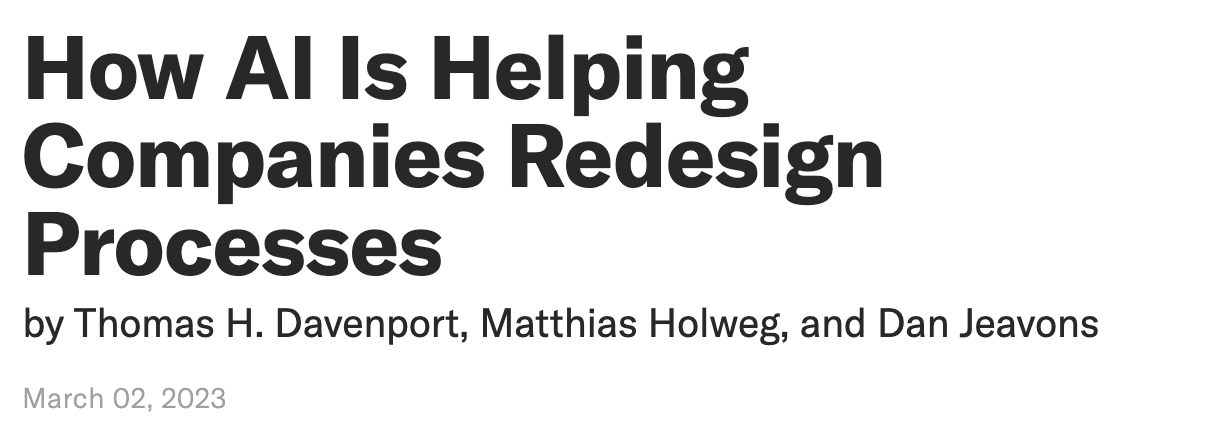 How AI Is Helping
Companies Redesign
Processes
by Thomas H. Davenport, Matthias Holweg, and Dan Jeavons
March 02, 2023